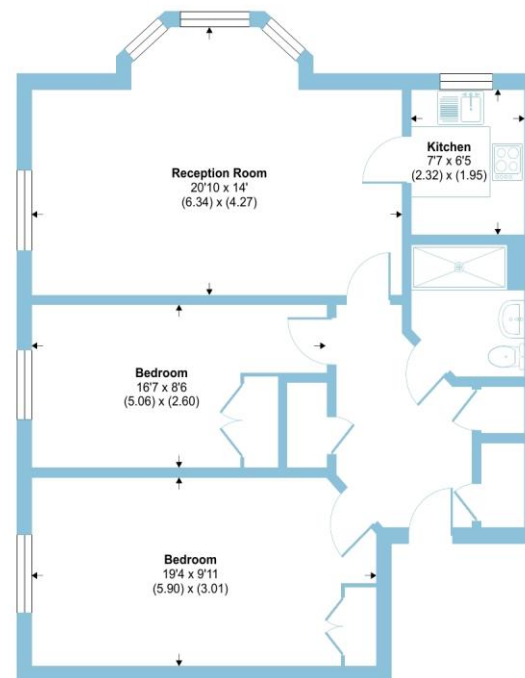 Reception Room
20'10 x 14'
(6.34) x (4.27)
Kitchen
7'7 x 6'5
(2.32) x (1.95)
Bedroom
16'7 x 8'6
(5.06) x (2.60)
Bedroom
19'4 x 9'11
(5.90) x (3.01)